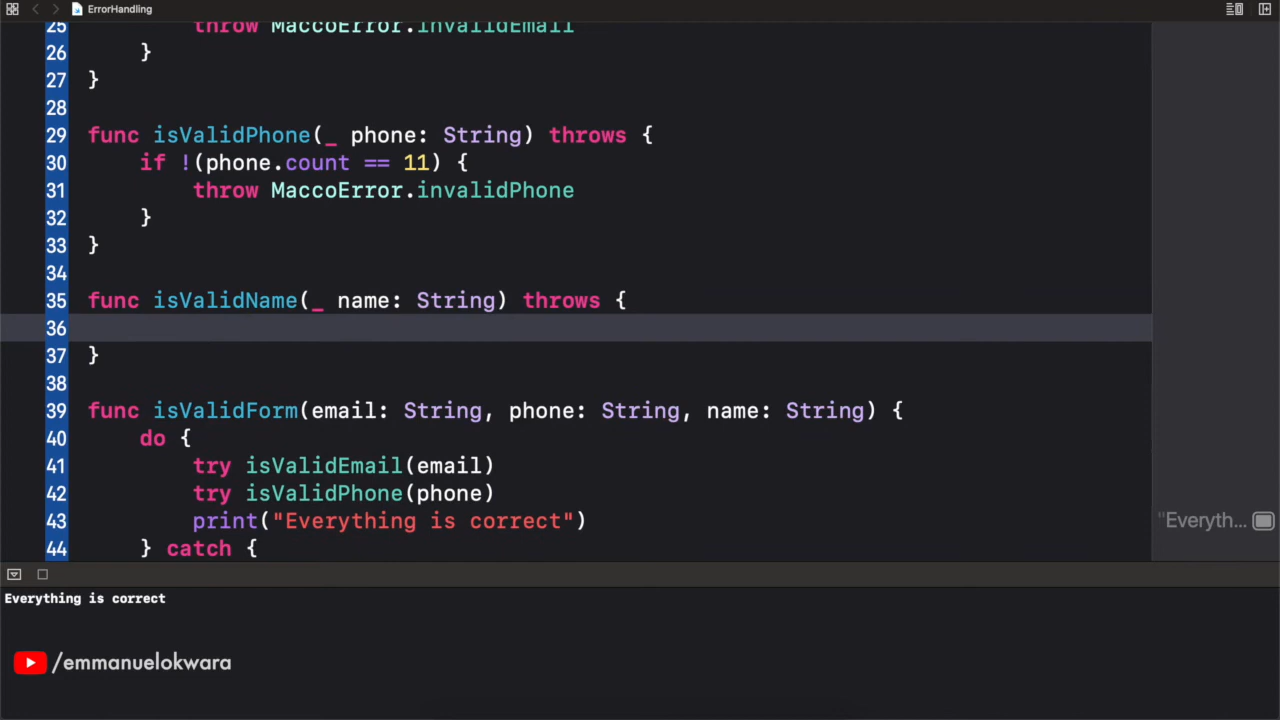 ErrorHandling
25 throw MaccoError.invalidEmail
26 }
27 }
28
29 func isValidPhone(_ phone: String) throws {
30 if !(phone.count == 11) {
31 throw MaccoError.invalidPhone
32 }
33 }
34
35 func isValidName(_ name: String) throws {
36
37 }
38
39 func isValidForm(email: String, phone: String, name: String) {
40 do {
41 try isValidEmail(email)
42 try isValidPhone(phone)
43 print("Everything is correct")
"Everyth...
44 } catch {
Everything is correct
/emmanuelokwara